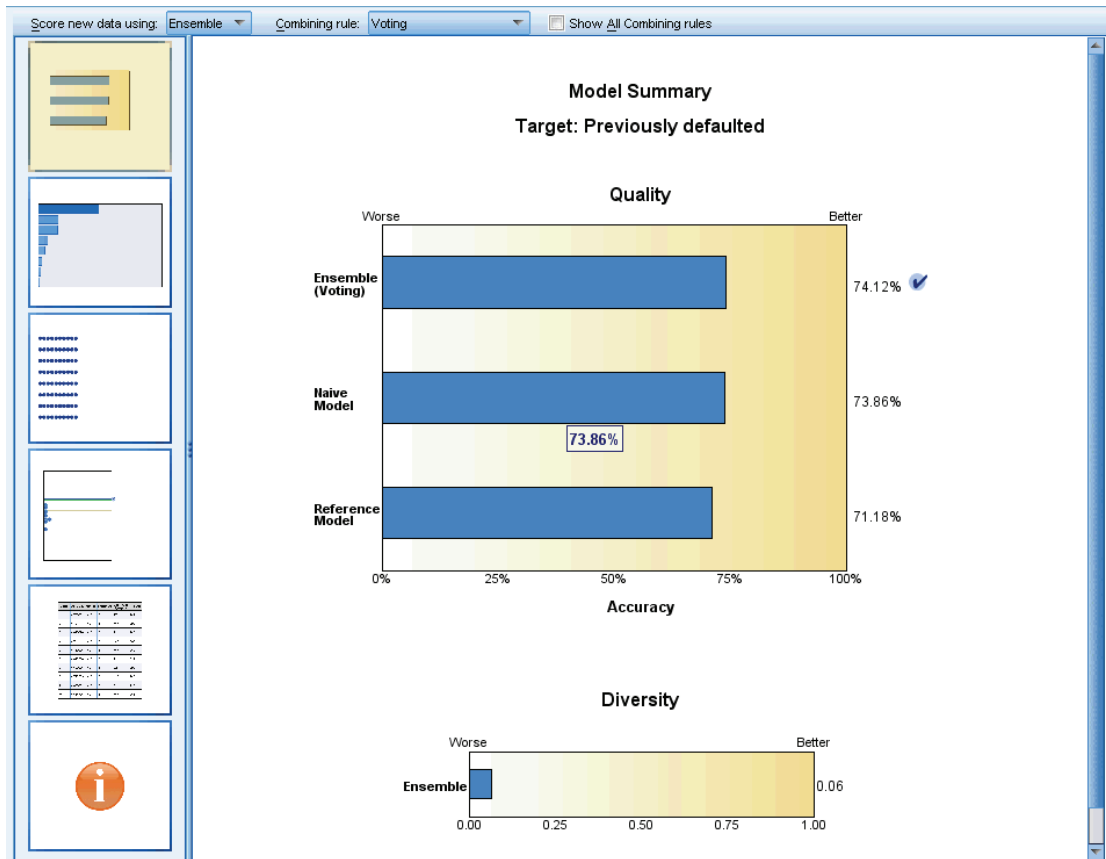 Score new data using: Ensemble Combining rule: Voting Show All Combining rules
Model Summary
Target: Previously defaulted
Quality
Worse Better
Ensemble
(Voting)
74.12%
Naive
Model
73.86%
73.86%
Reference
Model
71.18%
0% 25% 50% 75% 100%
Accuracy
Diversity
Worse Better
Ensemble 0.06
0.00 0.25 0.50 0.75 1.00